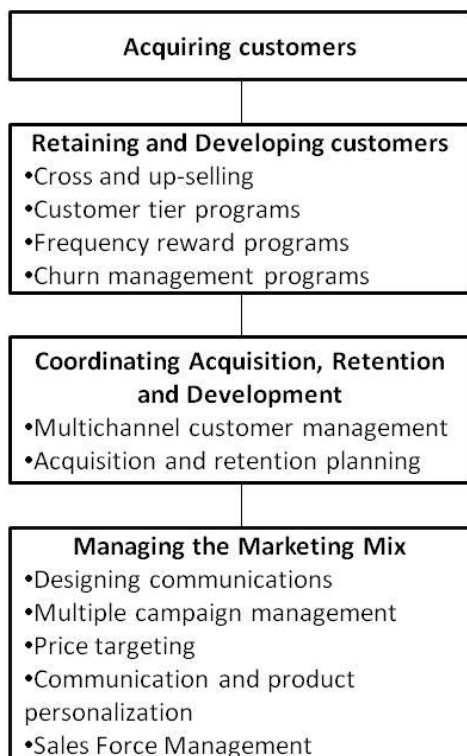 Acquiring customers
Retaining and Developing customers
•Cross and up-selling
•Customer tier programs
•Frequency reward programs
•Churn management programs
Coordinating Acquisition, Retention
and Development
•Multichannel customer management
•Acquisition and retention planning
Managing the Marketing Mix
•Designing communications
•Multiple campaign management
•Price targeting
•Communication and product
personalization
•Sales Force Management